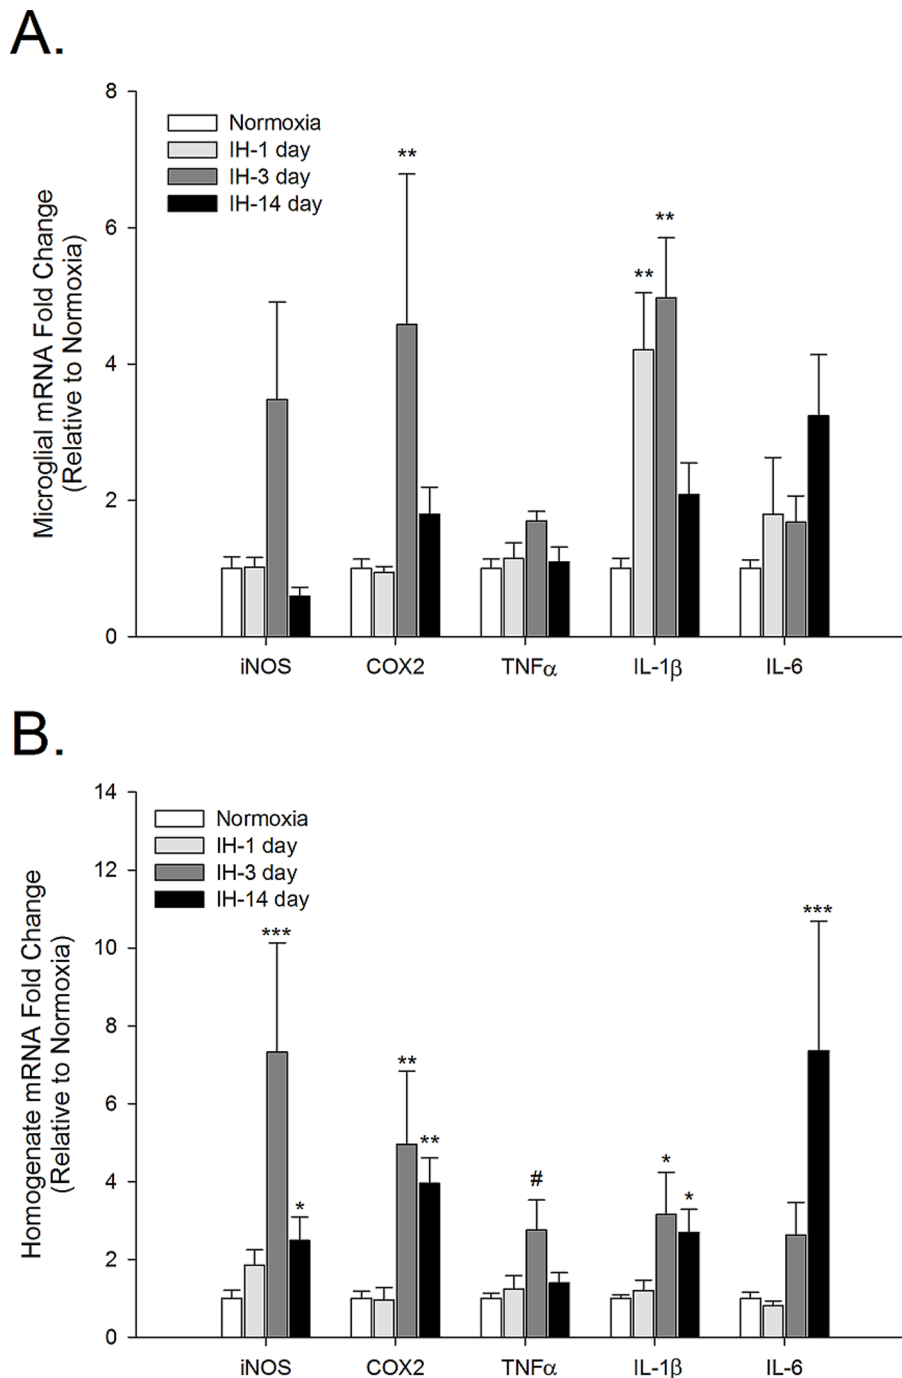 A.
8
6
4
2
0
Microglial mRNA Fold Change
(Relative to Normoxia)
Normoxia
IH-1 day
IH-3 day
IH-14 day
**
**
**
iNOS COX2 TNFα IL-1β IL-6
B.
14
12
10
8
6
4
2
0
Homogenate mRNA Fold Change
(Relative to Normoxia)
Normoxia
IH-1 day
IH-3 day
IH-14 day
***
*
**
**
#
*
*
***
iNOS COX2 TNFα IL-1β IL-6